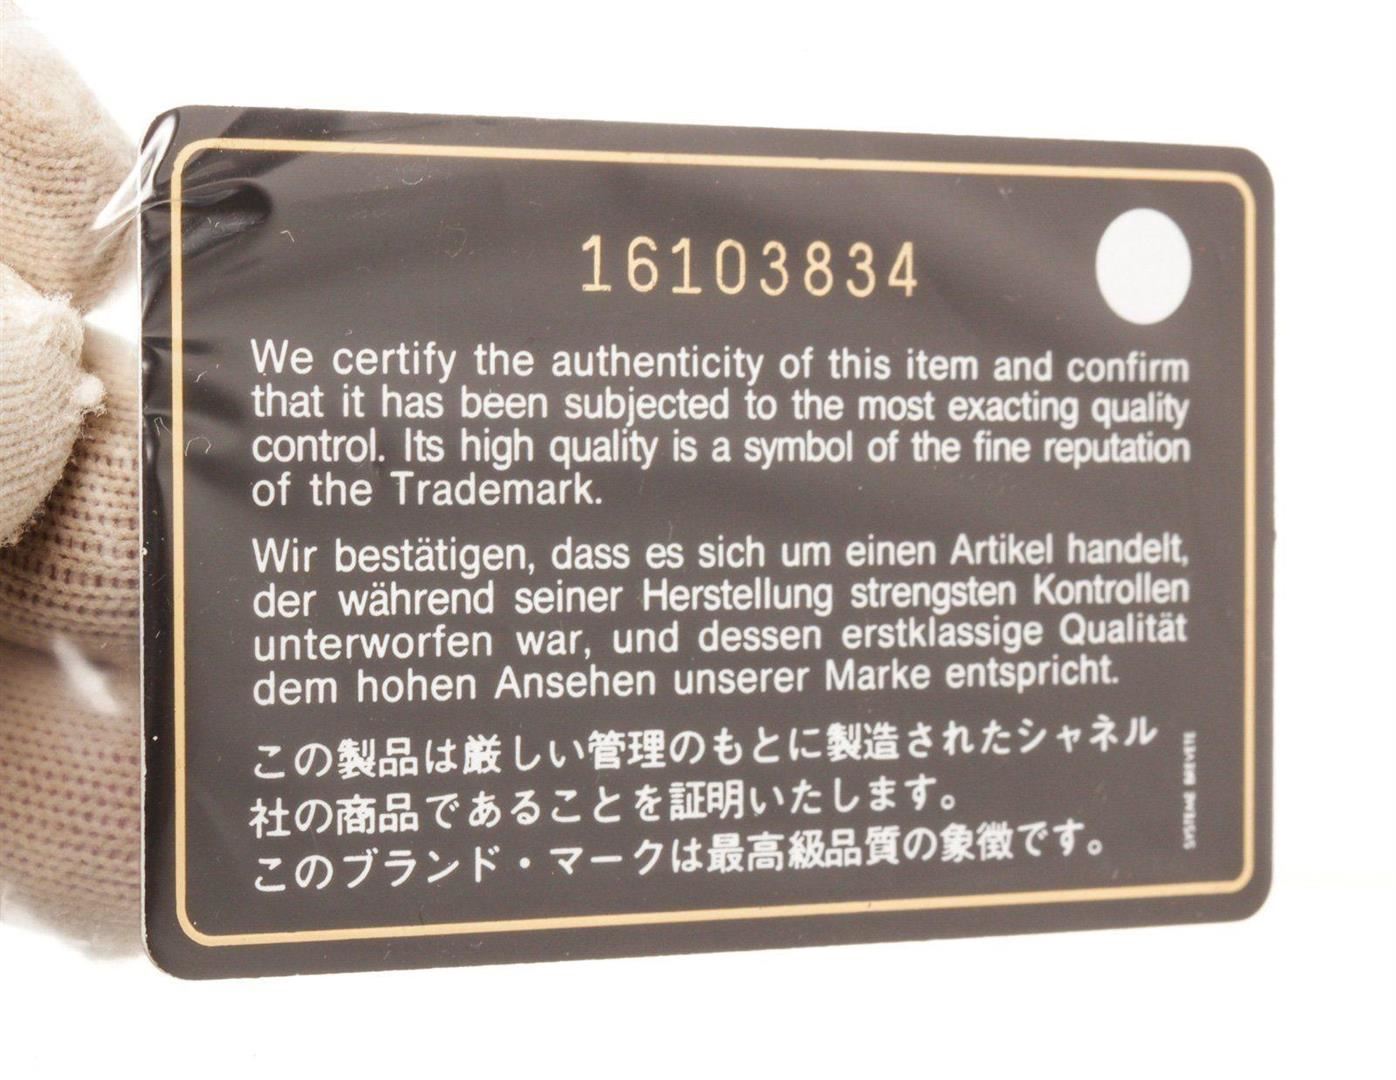 16103834
We certify the authenticity of this item and confirm
that it has been subjected to the most exacting quality
control. Its high quality is a symbol of the fine reputation
of the Trademark.
Wir bestätigen, dass es sich um einen Artikel handelt,
der während seiner Herstellung strengsten Kontrollen
unterworfen war, und dessen erstklassige Qualität
dem hohen Ansehen unserer Marke entspricht.
この製品は厳しい管理のもとに製造されたシャネル
社の商品であることを証明いたします。
このブランド・マークは最高級品質の象徴です。
SYSTEME BREVETE